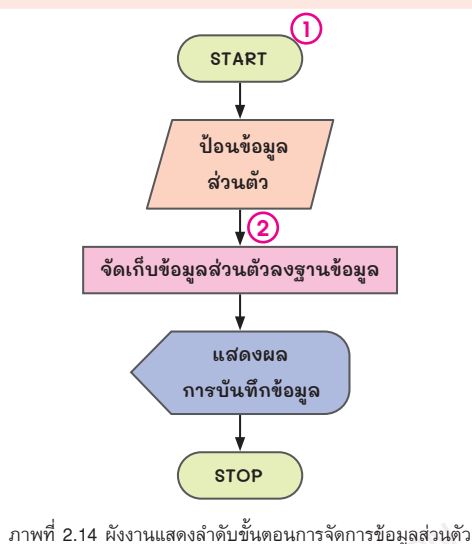 1
START
ป้อนข้อมูล
ส่วนตัว
2
จัดเก็บข้อมูลส่วนตัวลงฐานข้อมูล
แสดงผล
การบันทึกข้อมูล
STOP
ภาพที่ 2.14 ผังงานแสดงลำดับขั้นตอนการจัดการข้อมูลส่วนตัว